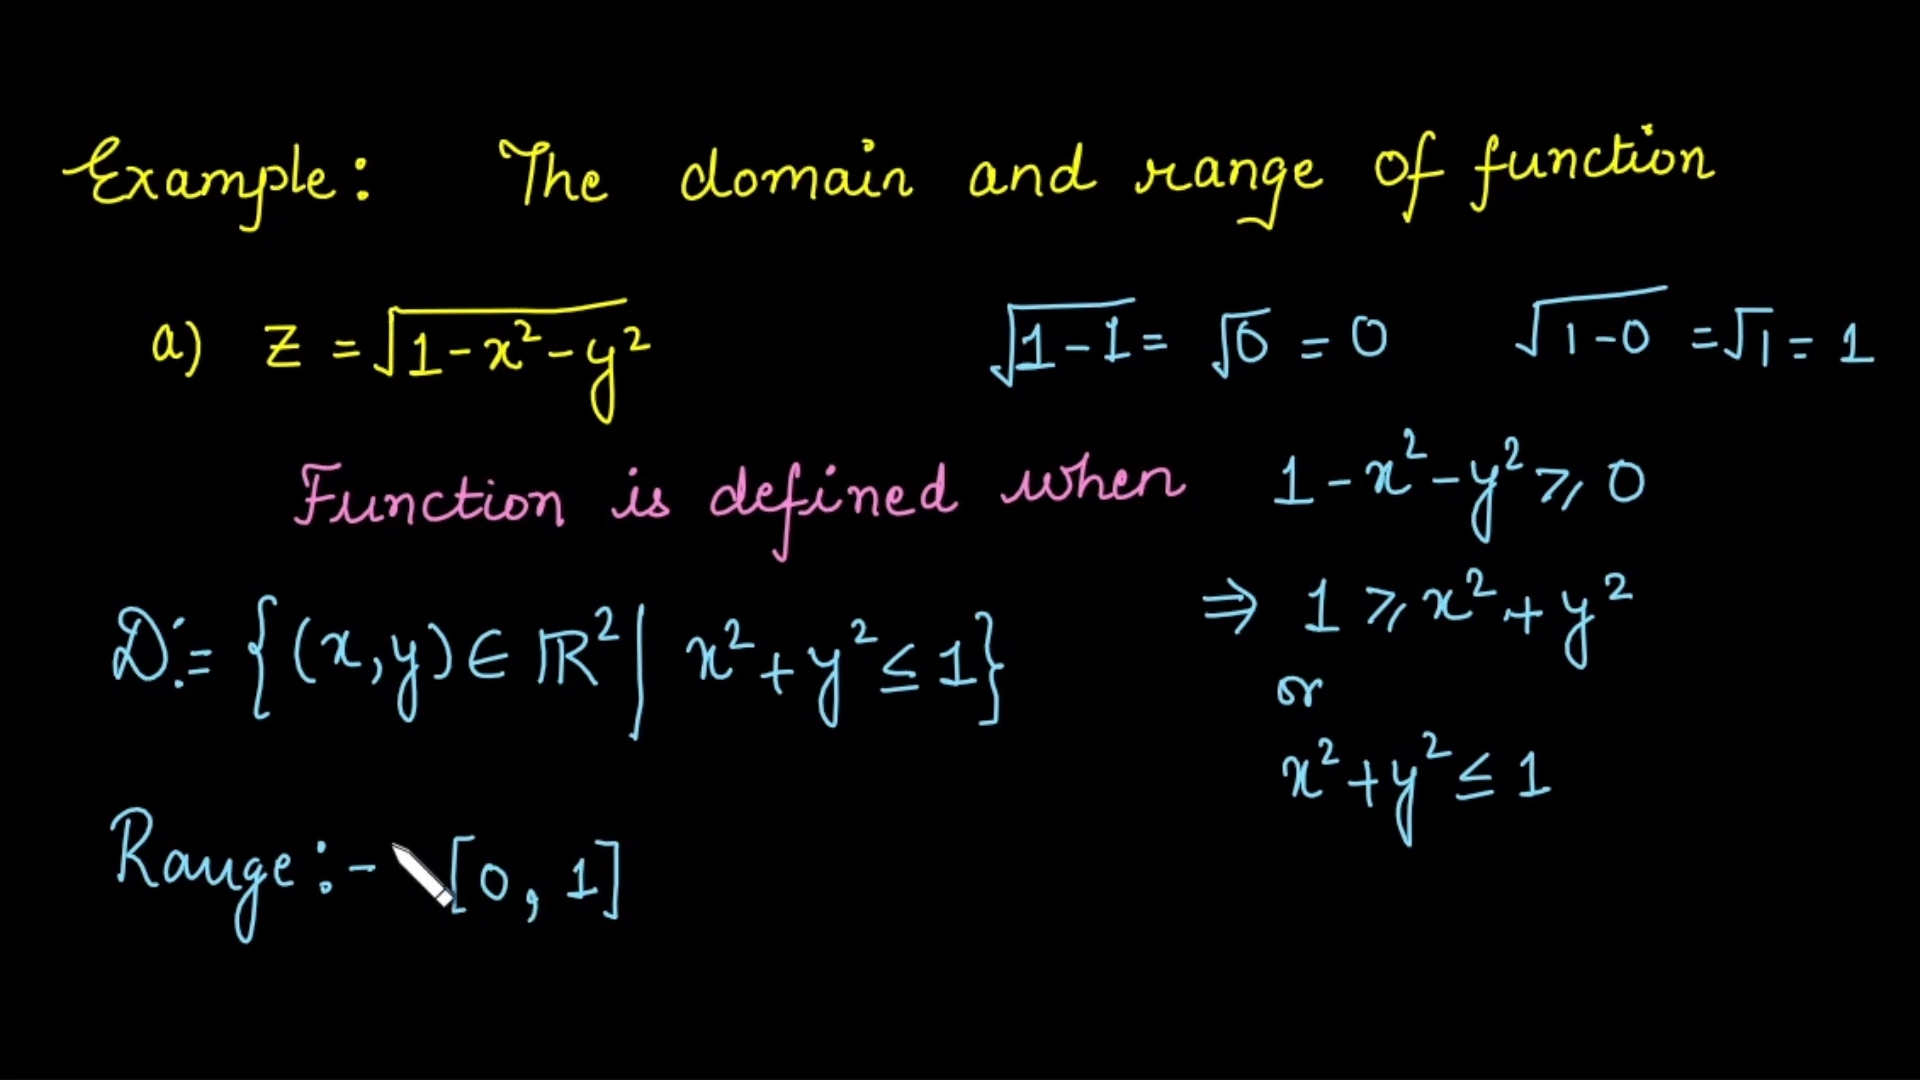 Example: The domain and range of function
a) z = √(1-x²-y²)
√(1-1) = √0 = 0
√(1-0) = √1 = 1
Function is defined when 1-x²-y² ⩾ 0
⇒ 1 ⩾ x²+y²
or
x²+y² ≤ 1
D:= {(x,y) ∈ ℝ² | x²+y² ≤ 1}
Range:- [0, 1]